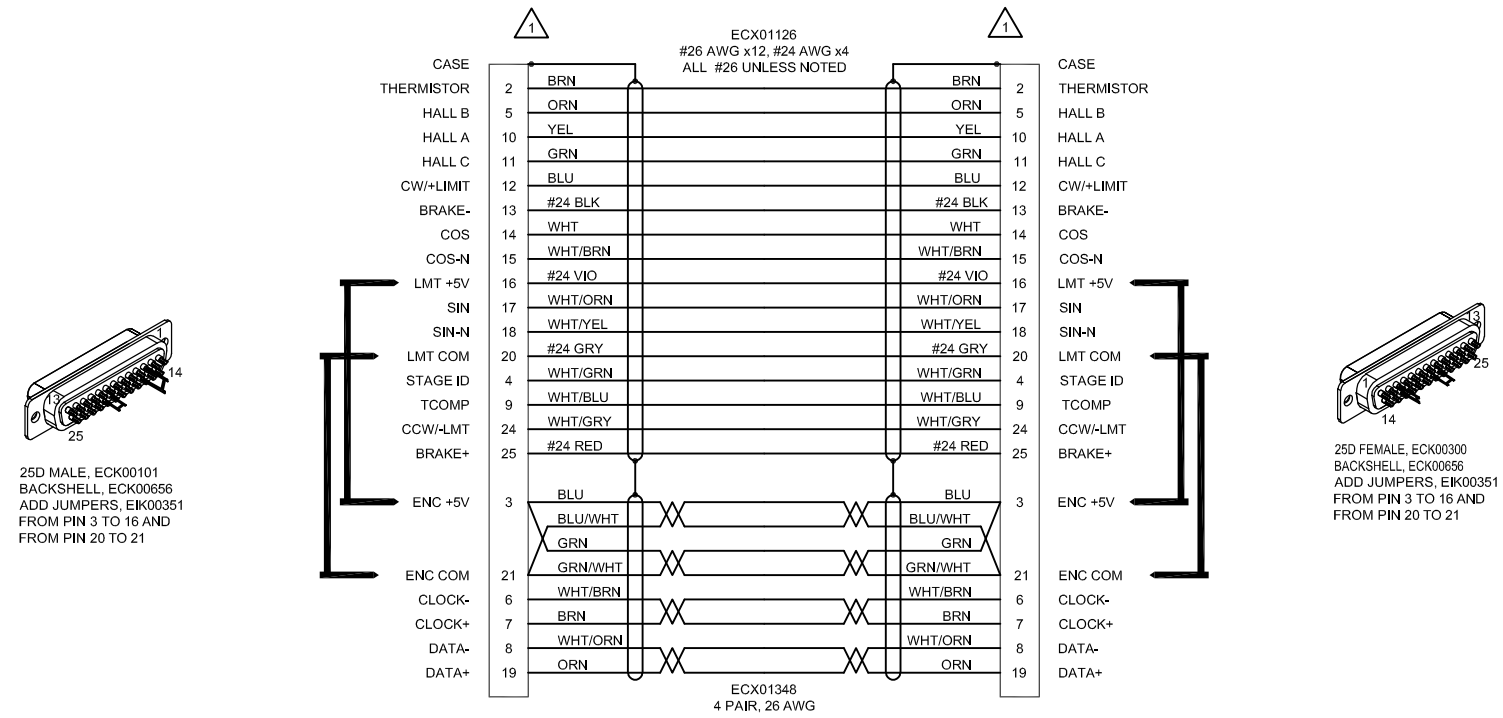 1
1
ECX01126
#26 AWG x12, #24 AWG x4
ALL #26 UNLESS NOTED
CASE CASE
THERMISTOR 2 BRN BRN 2 THERMISTOR
HALL B 5 ORN ORN 5 HALL B
HALL A 10 YEL YEL 10 HALL A
HALL C 11 GRN GRN 11 HALL C
CW/+LIMIT 12 BLU BLU 12 CW/+LIMIT
BRAKE- 13 #24 BLK #24 BLK 13 BRAKE-
COS 14 WHT WHT 14 COS
COS-N 15 WHT/BRN WHT/BRN 15 COS-N
LMT +5V 16 #24 VIO #24 VIO 16 LMT +5V
SIN 17 WHT/ORN WHT/ORN 17 SIN
SIN-N 18 WHT/YEL WHT/YEL 18 SIN-N
LMT COM 20 #24 GRY #24 GRY 20 LMT COM
STAGE ID 4 WHT/GRN WHT/GRN 4 STAGE ID
TCOMP 9 WHT/BLU WHT/BLU 9 TCOMP
CCW/-LMT 24 WHT/GRY WHT/GRY 24 CCW/-LMT
BRAKE+ 25 #24 RED #24 RED 25 BRAKE+
ENC +5V 3 BLU BLU 3 ENC +5V
BLU/WHT BLU/WHT
GRN GRN
ENC COM 21 GRN/WHT GRN/WHT 21 ENC COM
CLOCK- 6 WHT/BRN WHT/BRN 6 CLOCK-
CLOCK+ 7 BRN BRN 7 CLOCK+
DATA- 8 WHT/ORN WHT/ORN 8 DATA-
DATA+ 19 ORN ORN 19 DATA+
ECX01348
4 PAIR, 26 AWG
1
14
13
25
25D MALE, ECK00101
BACKSHELL, ECK00656
ADD JUMPERS, EIK00351
FROM PIN 3 TO 16 AND
FROM PIN 20 TO 21
13
25
1
14
25D FEMALE, ECK00300
BACKSHELL, ECK00656
ADD JUMPERS, EIK00351
FROM PIN 3 TO 16 AND
FROM PIN 20 TO 21